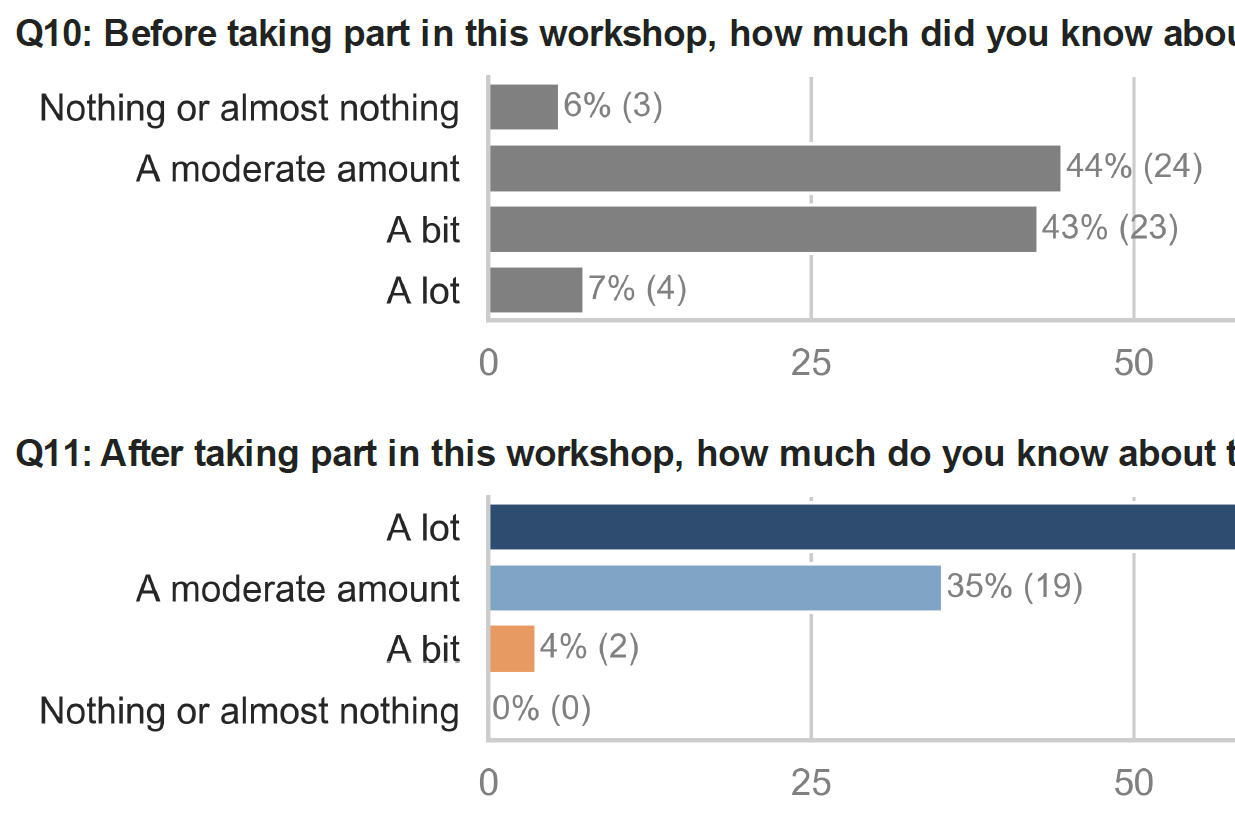 Q10: Before taking part in this workshop, how much did you know abou
Nothing or almost nothing 6% (3)
A moderate amount 44% (24)
A bit 43% (23)
A lot 7% (4)
0 25 50
Q11: After taking part in this workshop, how much do you know about t
A lot
A moderate amount 35% (19)
A bit 4% (2)
Nothing or almost nothing 0% (0)
0 25 50